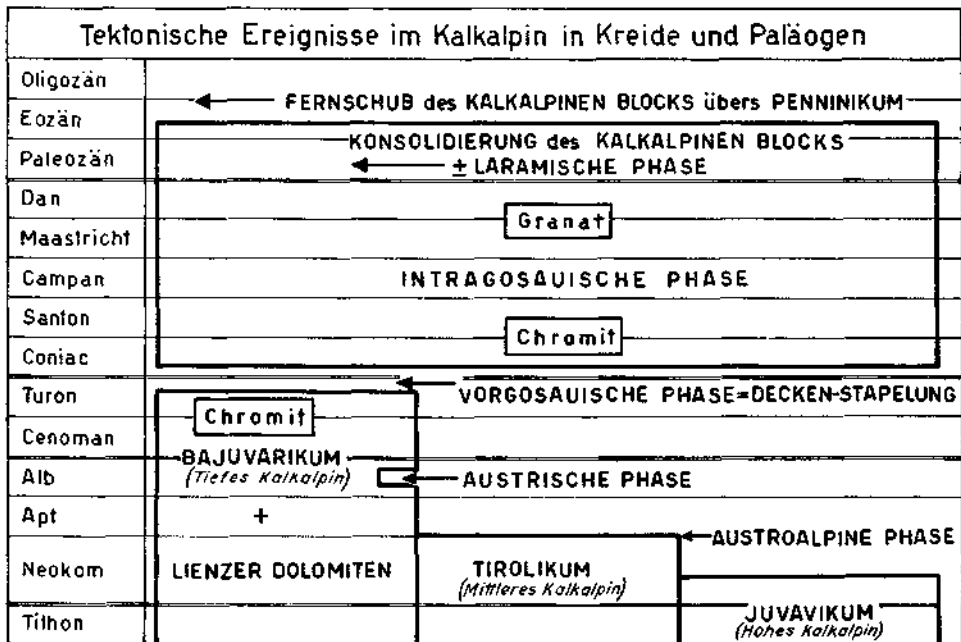 Tektonische Ereignisse im Kalkalpin in Kreide und Paläogen
Oligozän
FERNSCHUB des KALKALPINEN BLOCKS übers PENNINIKUM
Eozän
KONSOLIDIERUNG des KALKALPINEN BLOCKS
Paleozän
± LARAMISCHE PHASE
Dan
Granat
Maastricht
Campan
INTRAGOSAUISCHE PHASE
Santon
Chromit
Coniac
Turon
VORGOSAUISCHE PHASE=DECKEN-STAPELUNG
Chromit
Cenoman
BAJUVARIKUM
Alb
(Tiefes Kalkalpin)
AUSTRISCHE PHASE
Apt
+
AUSTROALPINE PHASE
Neokom
LIENZER DOLOMITEN
TIROLIKUM
(Mittleres Kalkalpin)
JUVAVIKUM
Tithon
(Hohes Kalkalpin)